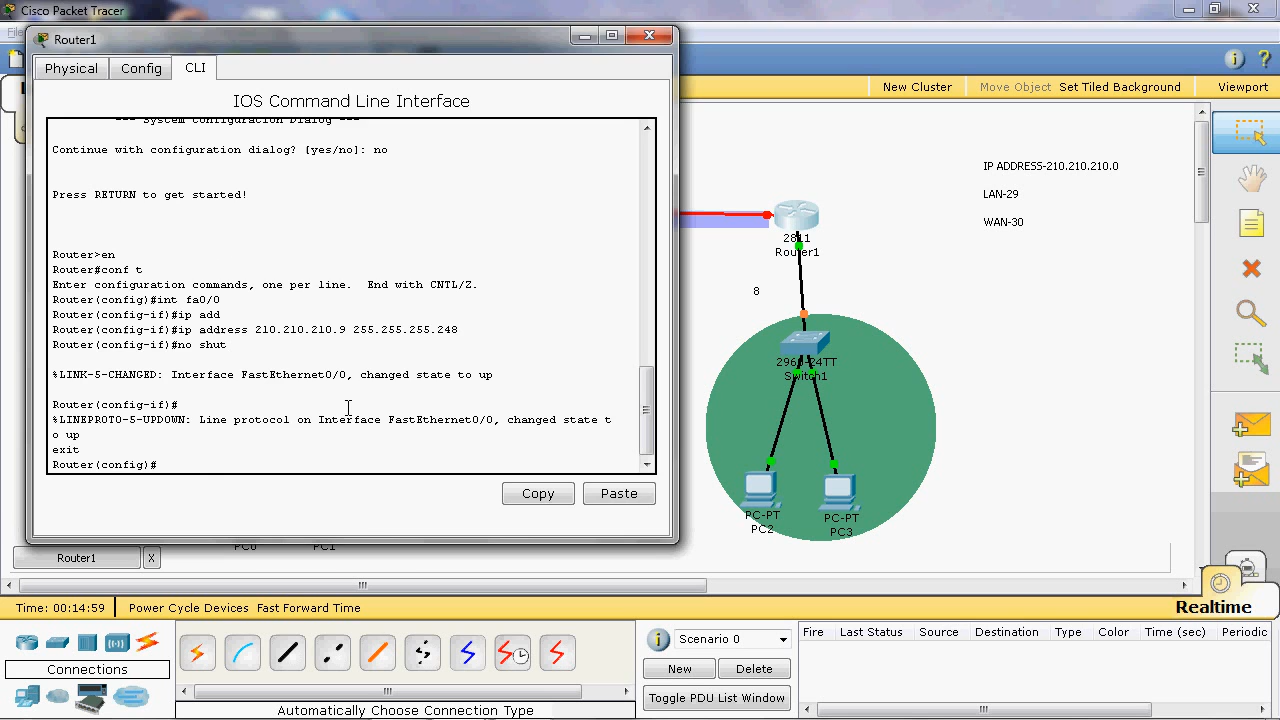 Cisco Packet Tracer
Router1
Physical
Config
CLI
IOS Command Line Interface
--- System Configuration Dialog ---
Continue with configuration dialog? [yes/no]: no
Press RETURN to get started!
Router>en
Router#conf t
Enter configuration commands, one per line.  End with CNTL/Z.
Router(config)#int fa0/0
Router(config-if)#ip add
Router(config-if)#ip address 210.210.210.9 255.255.255.248
Router(config-if)#no shut
%LINK-5-CHANGED: Interface FastEthernet0/0, changed state to up
Router(config-if)#
%LINEPROTO-5-UPDOWN: Line protocol on Interface FastEthernet0/0, changed state t
o up
exit
Router(config)#
Copy
Paste
Router1
X
PC0
PC1
New Cluster
Move Object
Set Tiled Background
Viewport
IP ADDRESS-210.210.210.0
LAN-29
WAN-30
2811
Router1
8
2960-24TT
Switch1
PC-PT
PC2
PC-PT
PC3
Realtime
Time: 00:14:59
Power Cycle Devices
Fast Forward Time
Connections
Automatically Choose Connection Type
Scenario 0
New
Delete
Toggle PDU List Window
Fire
Last Status
Source
Destination
Type
Color
Time (sec)
Periodic